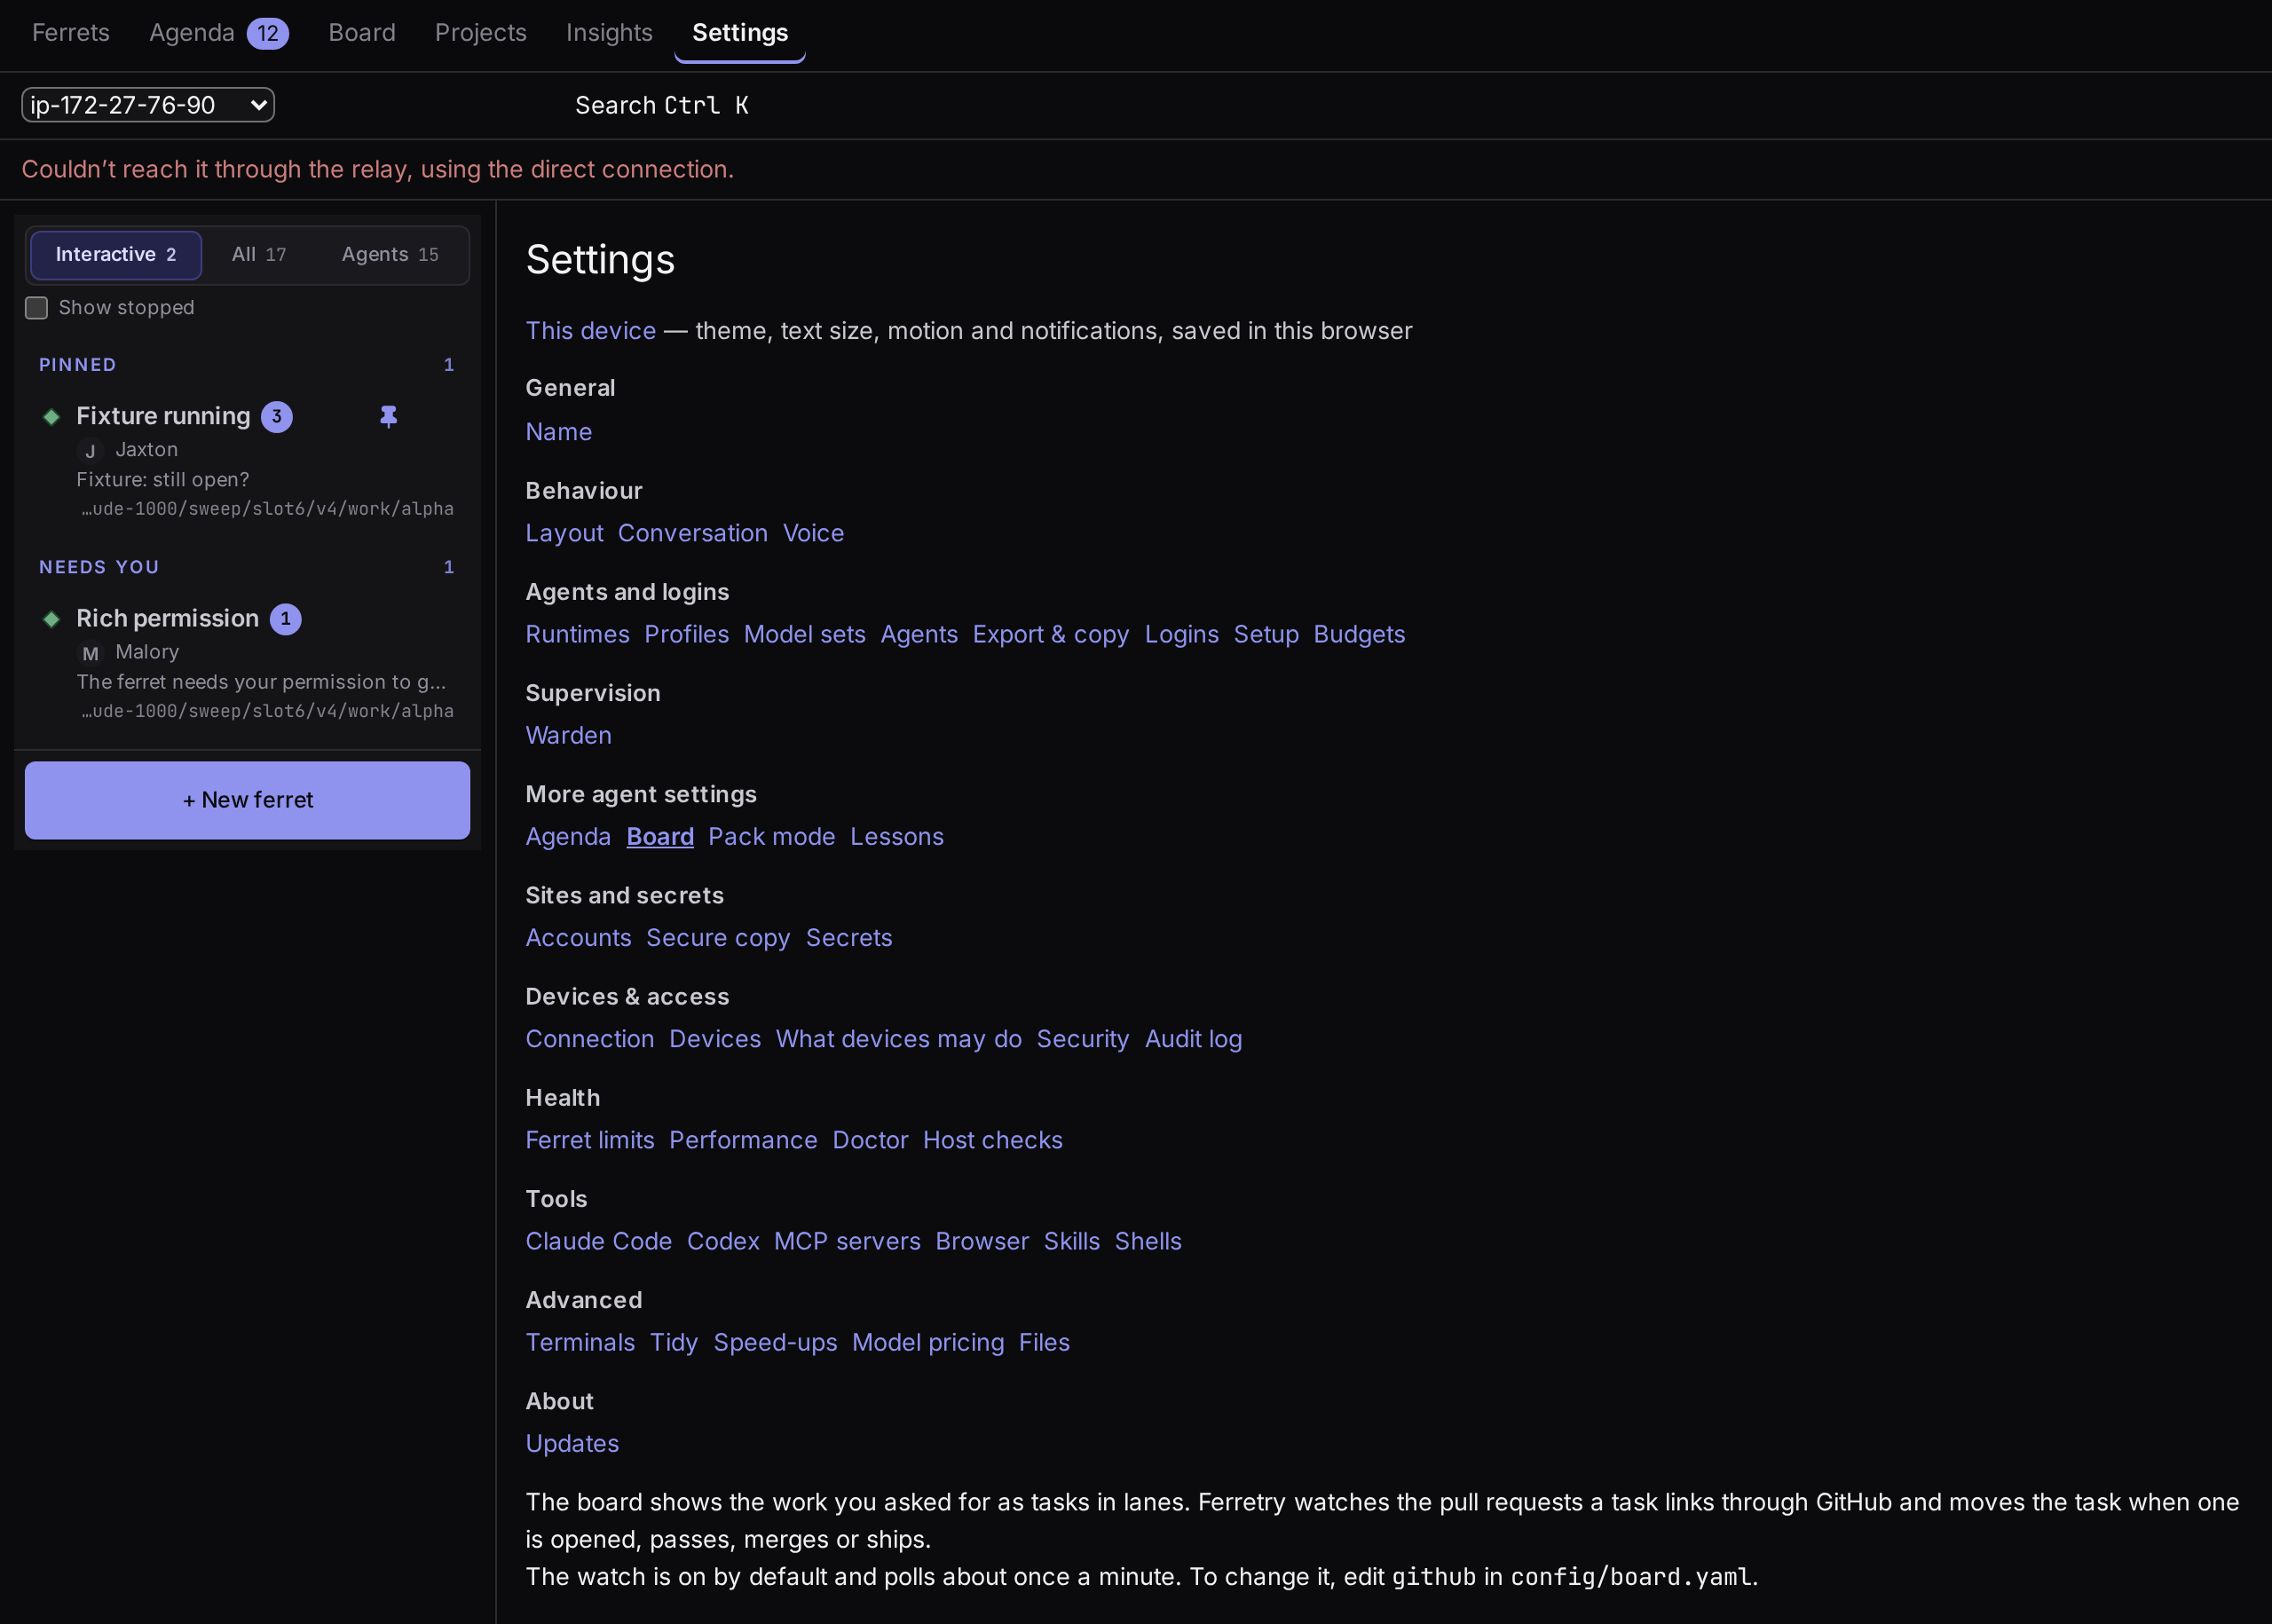 Ferrets Agenda 12 Board Projects Insights Settings
ip-172-27-76-90 Search Ctrl K
Couldn’t reach it through the relay, using the direct connection.
Interactive 2 All 17 Agents 15
Show stopped
PINNED 1
Fixture running 3
J Jaxton
Fixture: still open?
…ude-1000/sweep/slot6/v4/work/alpha
NEEDS YOU 1
Rich permission 1
M Malory
The ferret needs your permission to g…
…ude-1000/sweep/slot6/v4/work/alpha
+ New ferret
Settings
This device — theme, text size, motion and notifications, saved in this browser
General
Name
Behaviour
Layout Conversation Voice
Agents and logins
Runtimes Profiles Model sets Agents Export & copy Logins Setup Budgets
Supervision
Warden
More agent settings
Agenda Board Pack mode Lessons
Sites and secrets
Accounts Secure copy Secrets
Devices & access
Connection Devices What devices may do Security Audit log
Health
Ferret limits Performance Doctor Host checks
Tools
Claude Code Codex MCP servers Browser Skills Shells
Advanced
Terminals Tidy Speed-ups Model pricing Files
About
Updates
The board shows the work you asked for as tasks in lanes. Ferretry watches the pull requests a task links through GitHub and moves the task when one
is opened, passes, merges or ships.
The watch is on by default and polls about once a minute. To change it, edit github in config/board.yaml.